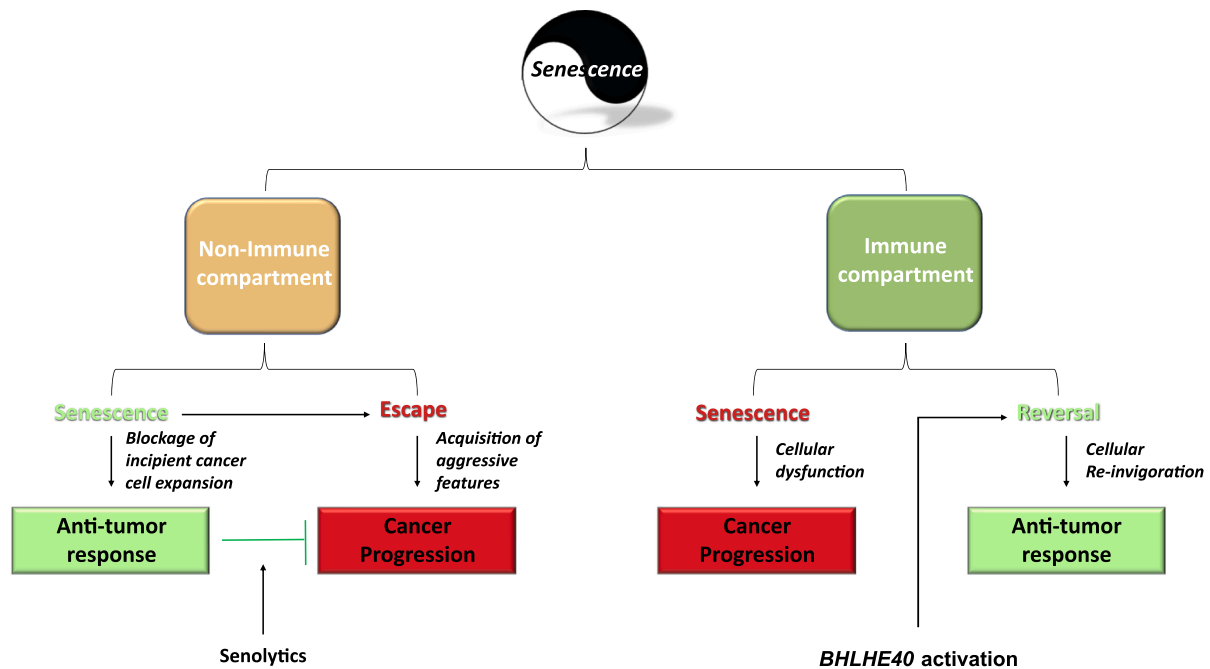 Senescence
Non-Immune
compartment
Immune
compartment
Senescence
Escape
Senescence
Reversal
Blockage of
incipient cancer
cell expansion
Acquisition of
aggressive
features
Cellular
dysfunction
Cellular
Re-invigoration
Anti-tumor
response
Cancer
Progression
Cancer
Progression
Anti-tumor
response
Senolytics
BHLHE40 activation